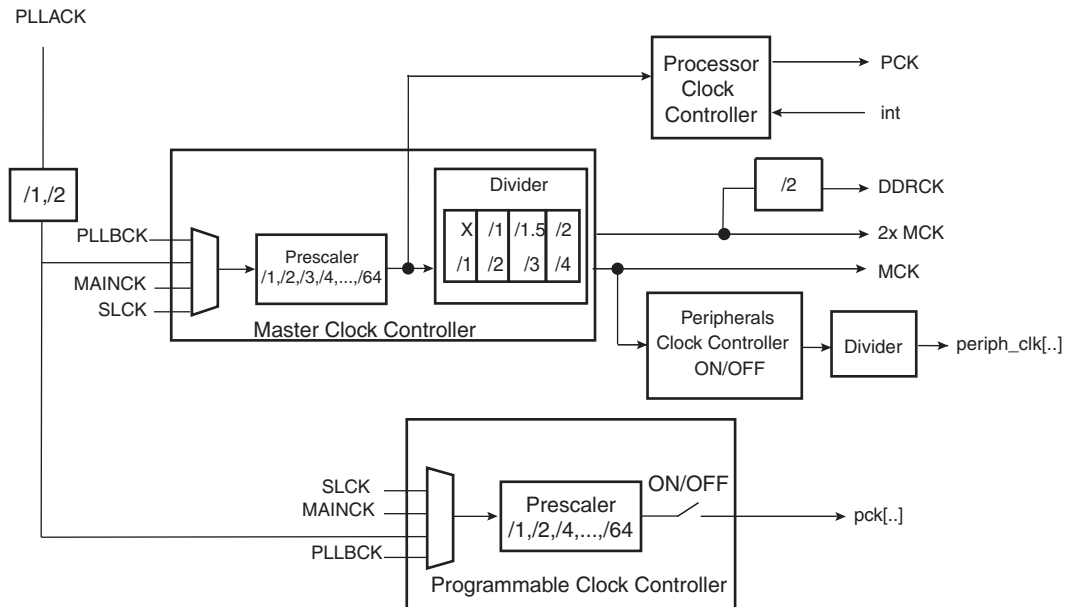 PLLACK
Processor
Clock
Controller
PCK
int
/1,/2
Divider
X /1 /1.5 /2
/1 /2 /3 /4
/2
DDRCK
2x MCK
MCK
PLLBCK
MAINCK
SLCK
Prescaler
/1,/2,/3,/4,...,/64
Master Clock Controller
Peripherals
Clock Controller
ON/OFF
Divider
periph_clk[..]
SLCK
MAINCK
PLLBCK
Prescaler
/1,/2,/4,...,/64
ON/OFF
pck[..]
Programmable Clock Controller